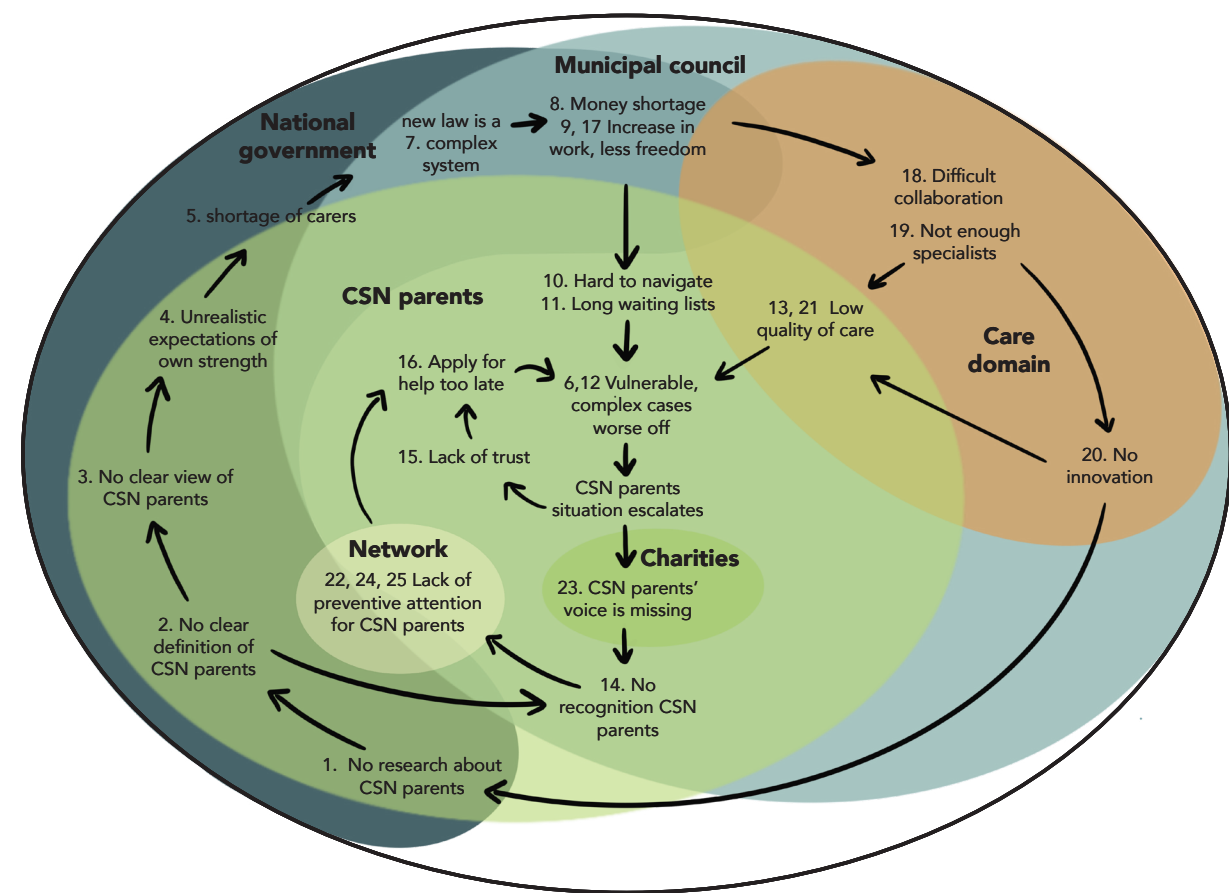 Municipal council
National
government
new law is a
7. complex
system
8. Money shortage
9, 17 Increase in
work, less freedom
18. Difficult
collaboration
19. Not enough
specialists
5. shortage of carers
CSN parents
10. Hard to navigate
11. Long waiting lists
13, 21  Low
quality of care
Care
domain
4. Unrealistic
expectations of
own strength
16. Apply for
help too late
6,12 Vulnerable,
complex cases
worse off
15. Lack of trust
20. No
innovation
3. No clear view of
CSN parents
CSN parents
situation escalates
Network
22, 24, 25 Lack of
preventive attention
for CSN parents
Charities
23. CSN parents’
voice is missing
2. No clear
definition of
CSN parents
14. No
recognition CSN
parents
1.  No research about
CSN parents